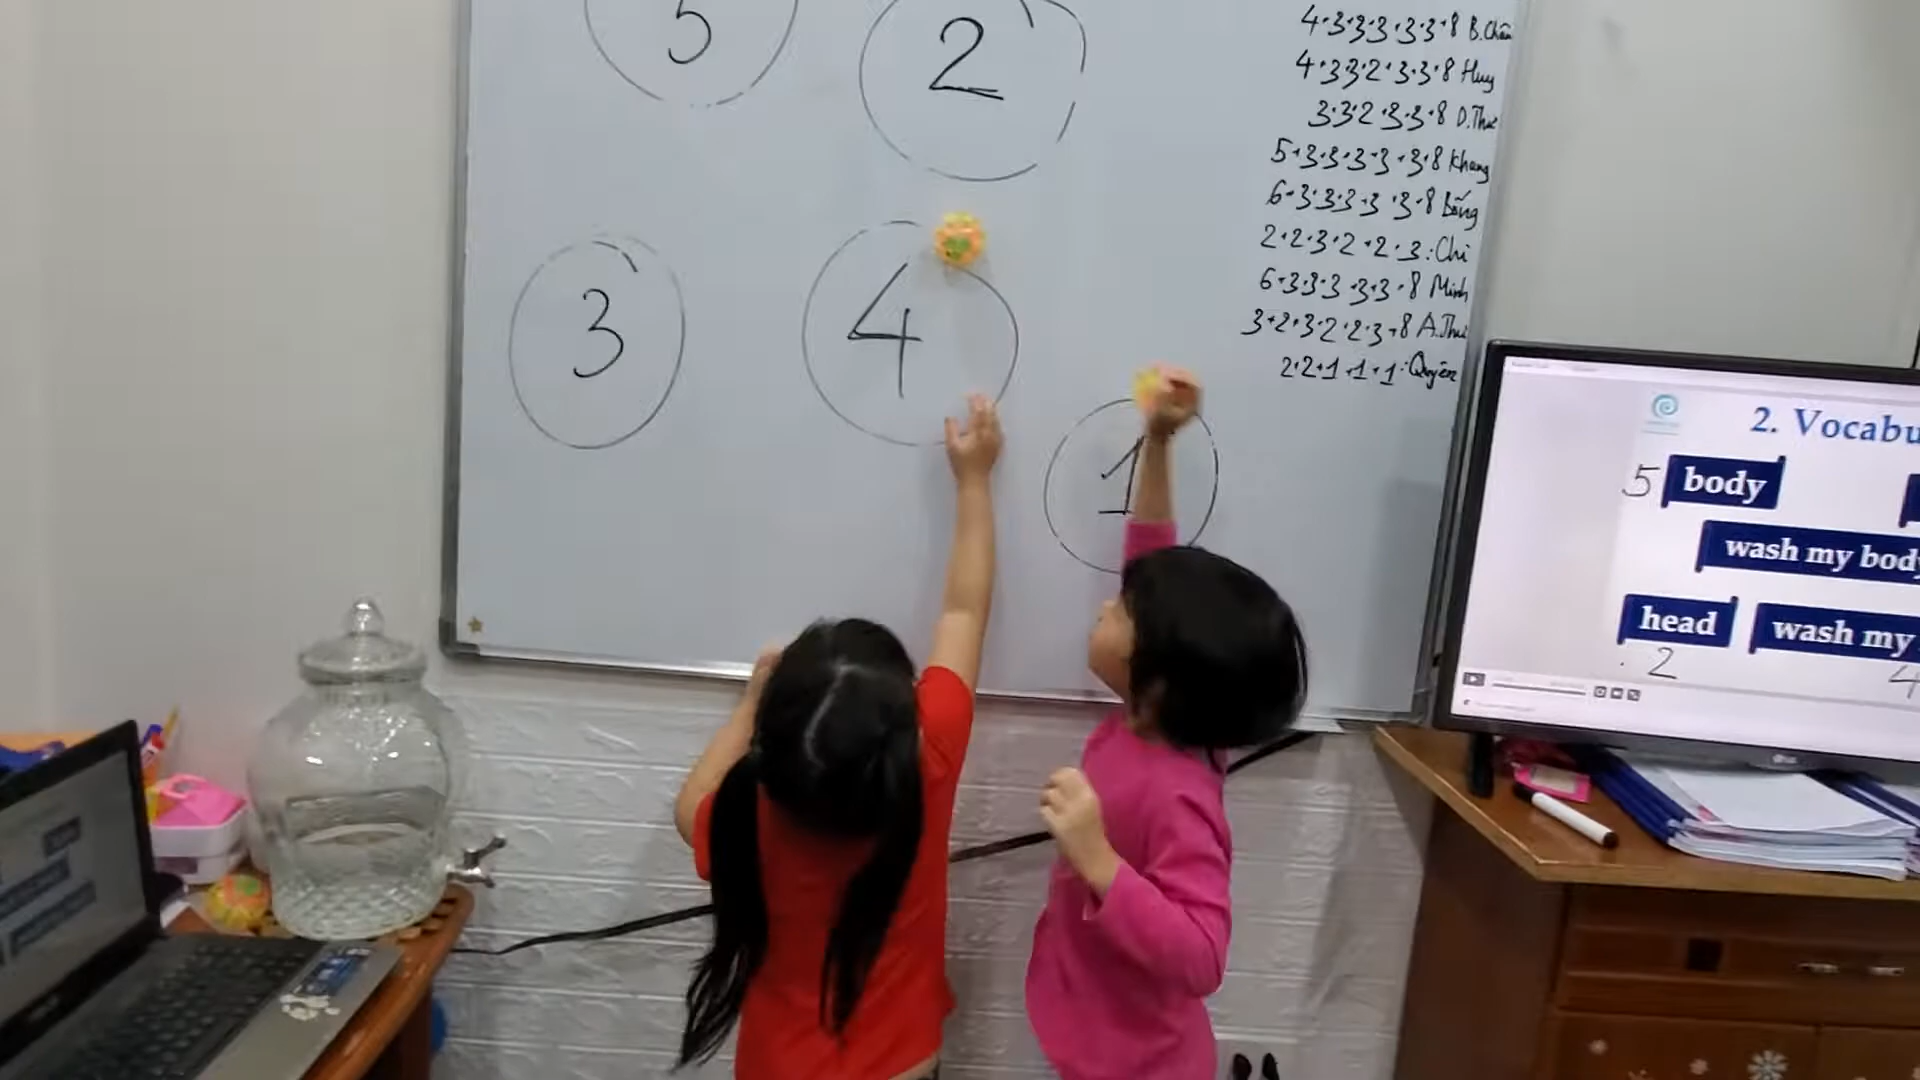 5
2
3
4
1
4+3+3+3+3+3+8 B.Châu
4+3+3+2+3+3+8 Huy
3+3+2+3+3+8 D.Thư
5+3+3+3+3+3+8 Khang
6+3+3+3+3+3+8 Bống
2+2+3+2+2+3: Chi
6+3+3+3+3+3+8 Minh
3+2+3+2+2+3+8 A.Thư
2+2+1+1+1: Quyên
2. Vocabu
5 body
wash my body
head
wash my
2
4
LG